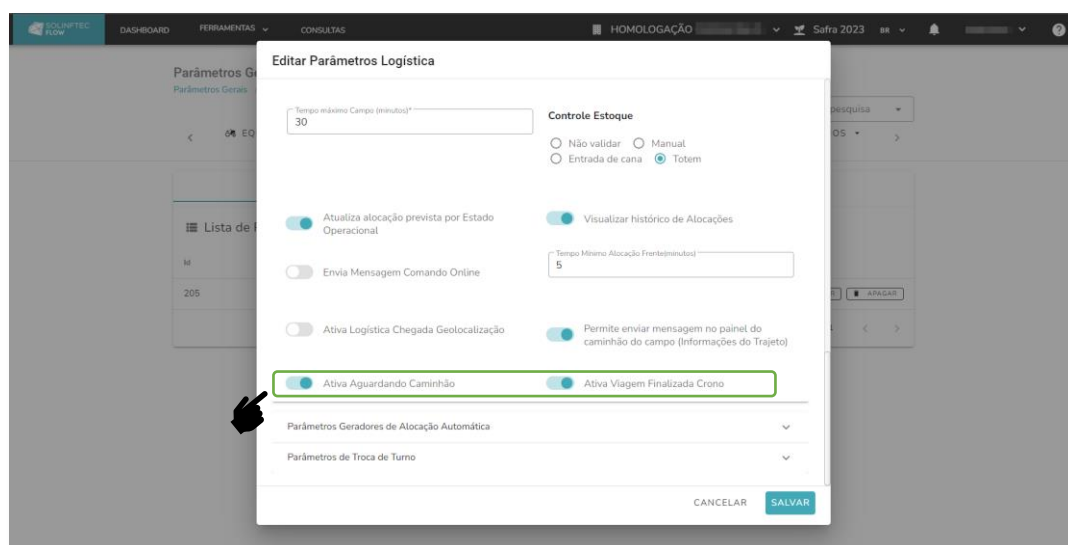 SOLINFTEC
FLOW
DASHBOARD
FERRAMENTAS
CONSULTAS
HOMOLOGAÇÃO
Safra 2023
BR
Parâmetros
Parâmetros Gerais
pesquisa
OS
Lista de
Id
205
APAGAR
Editar Parâmetros Logística
Tempo máximo Campo (minutos)*
30
Controle Estoque
Não validar
Manual
Entrada de cana
Totem
Atualiza alocação prevista por Estado
Operacional
Visualizar histórico de Alocações
Envia Mensagem Comando Online
Tempo Mínimo Alocação Frente(minutos)
5
Ativa Logística Chegada Geolocalização
Permite enviar mensagem no painel do
caminhão do campo (Informações do Trajeto)
Ativa Aguardando Caminhão
Ativa Viagem Finalizada Crono
Parâmetros Geradores de Alocação Automática
Parâmetros de Troca de Turno
CANCELAR
SALVAR